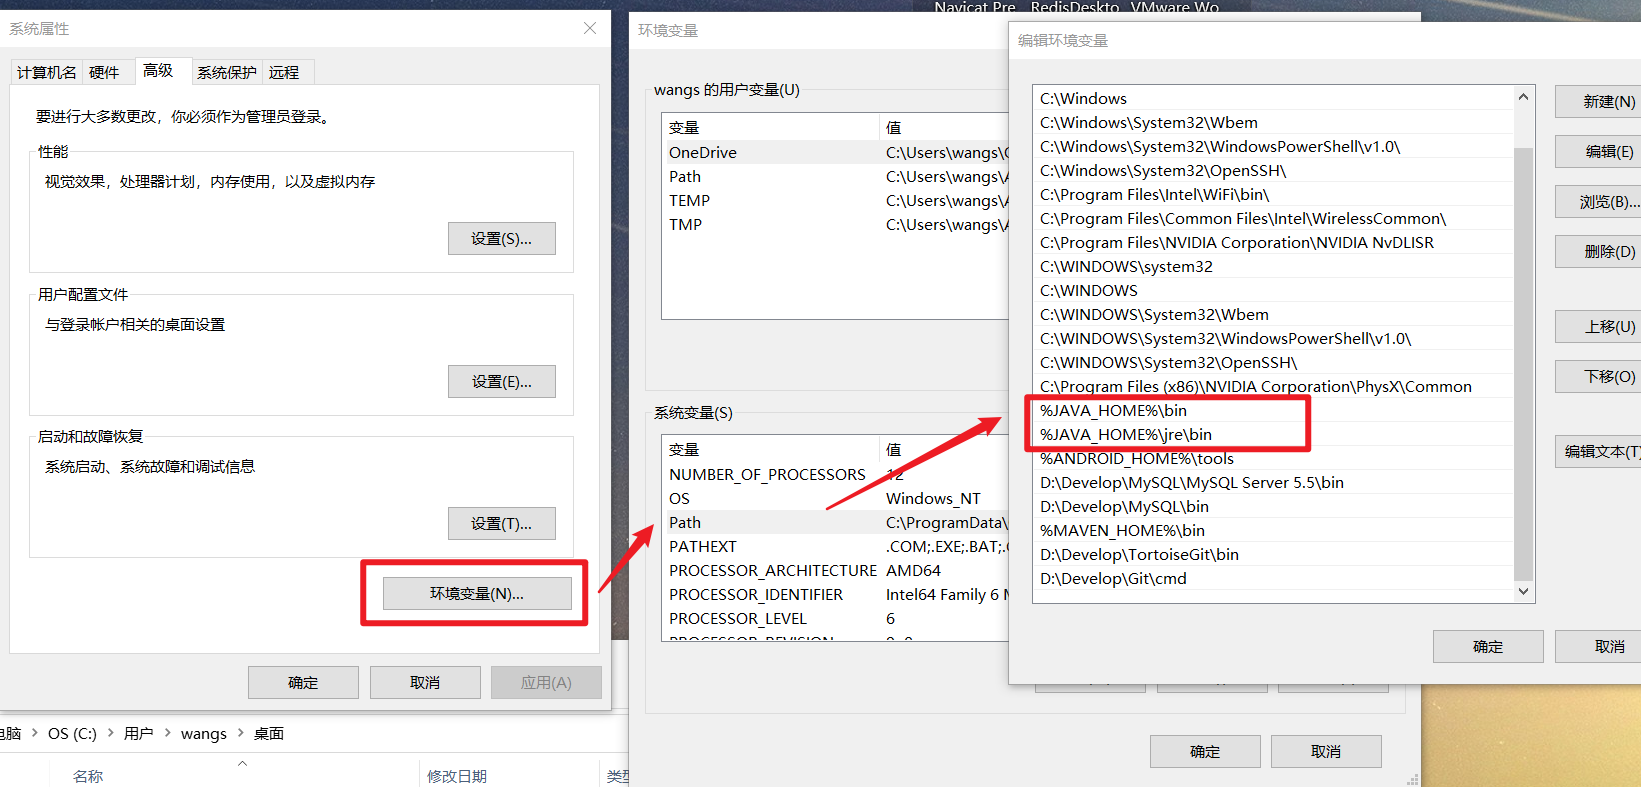 Navicat Pre
RedisDeskto
VMware Wo
系统属性
计算机名
硬件
高级
系统保护
远程
要进行大多数更改，你必须作为管理员登录。
性能
视觉效果，处理器计划，内存使用，以及虚拟内存
设置(S)...
用户配置文件
与登录帐户相关的桌面设置
设置(E)...
启动和故障恢复
系统启动、系统故障和调试信息
设置(T)...
环境变量(N)...
确定
取消
应用(A)
电脑 > OS (C:) > 用户 > wangs > 桌面
名称
修改日期
类型
环境变量
wangs 的用户变量(U)
变量 值
OneDrive C:\Users\wangs\O
Path C:\Users\wangs\A
TEMP C:\Users\wangs\A
TMP C:\Users\wangs\A
系统变量(S)
变量 值
NUMBER_OF_PROCESSORS 12
OS Windows_NT
Path C:\ProgramData\
PATHEXT .COM;.EXE;.BAT;.
PROCESSOR_ARCHITECTURE AMD64
PROCESSOR_IDENTIFIER Intel64 Family 6 M
PROCESSOR_LEVEL 6
PROCESSOR_REVISION
确定
取消
编辑环境变量
C:\Windows
C:\Windows\System32\Wbem
C:\Windows\System32\WindowsPowerShell\v1.0\
C:\Windows\System32\OpenSSH\
C:\Program Files\Intel\WiFi\bin\
C:\Program Files\Common Files\Intel\WirelessCommon\
C:\Program Files\NVIDIA Corporation\NVIDIA NvDLISR
C:\WINDOWS\system32
C:\WINDOWS
C:\WINDOWS\System32\Wbem
C:\WINDOWS\System32\WindowsPowerShell\v1.0\
C:\WINDOWS\System32\OpenSSH\
C:\Program Files (x86)\NVIDIA Corporation\PhysX\Common
%JAVA_HOME%\bin
%JAVA_HOME%\jre\bin
%ANDROID_HOME%\tools
D:\Develop\MySQL\MySQL Server 5.5\bin
D:\Develop\MySQL\bin
%MAVEN_HOME%\bin
D:\Develop\TortoiseGit\bin
D:\Develop\Git\cmd
新建(N)
编辑(E)
浏览(B)...
删除(D)
上移(U)
下移(O)
编辑文本(T)
确定
取消